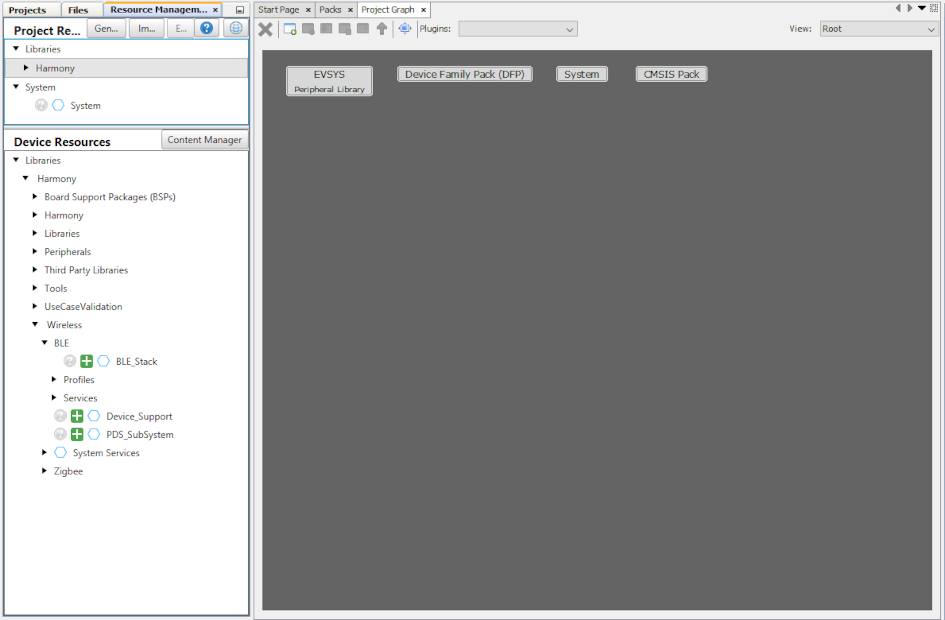 Projects Files Resource Managem... ×
Project Re... Gen... Im... E... ?
Libraries
Harmony
System
? System
Device Resources Content Manager
Libraries
Harmony
Board Support Packages (BSPs)
Harmony
Libraries
Peripherals
Third Party Libraries
Tools
UseCaseValidation
Wireless
BLE
? BLE_Stack
Profiles
Services
? Device_Support
? PDS_SubSystem
System Services
Zigbee
Start Page × Packs × Project Graph ×
Plugins: View: Root
EVSYS
Peripheral Library
Device Family Pack (DFP)
System
CMSIS Pack